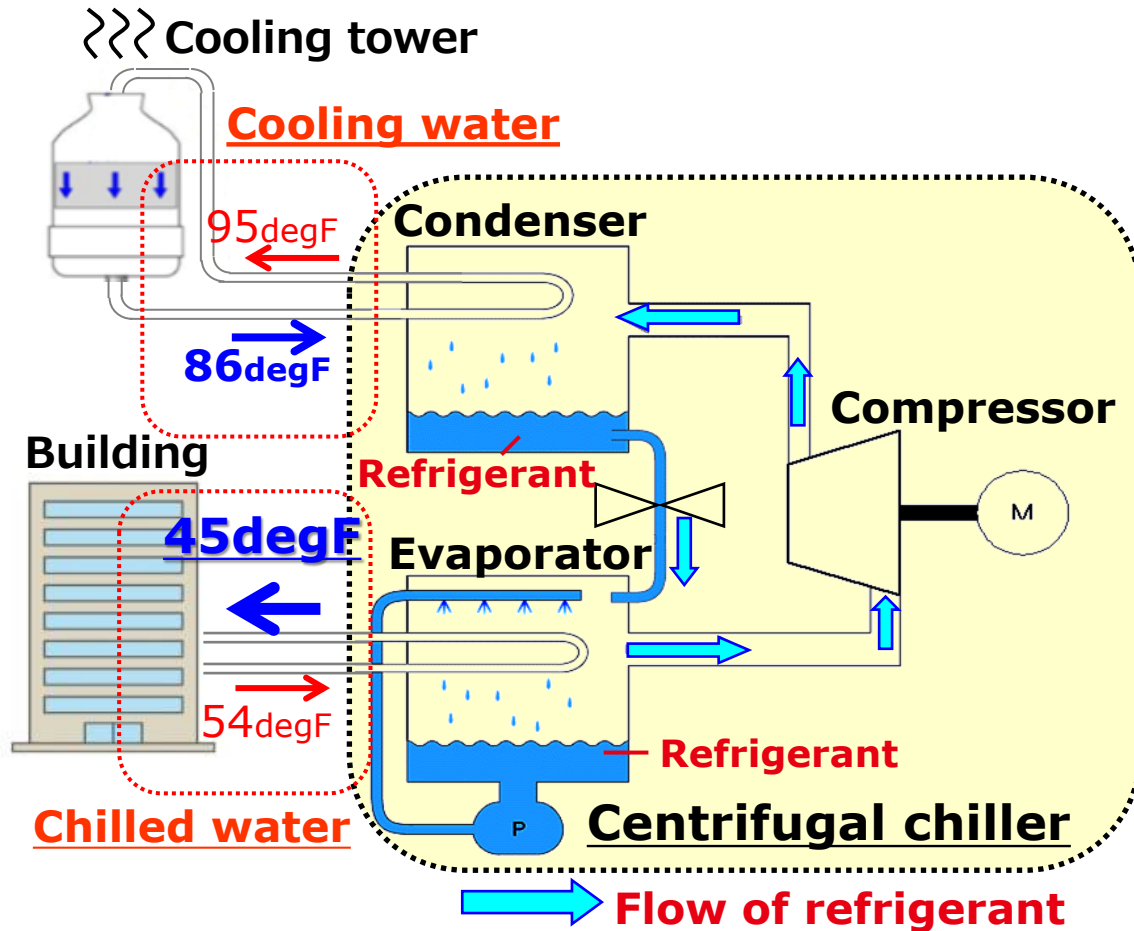 Cooling tower
Cooling water
95degF
Condenser
86degF
Compressor
Building
Refrigerant
M
45degF
Evaporator
54degF
Refrigerant
Chilled water
P
Centrifugal chiller
Flow of refrigerant